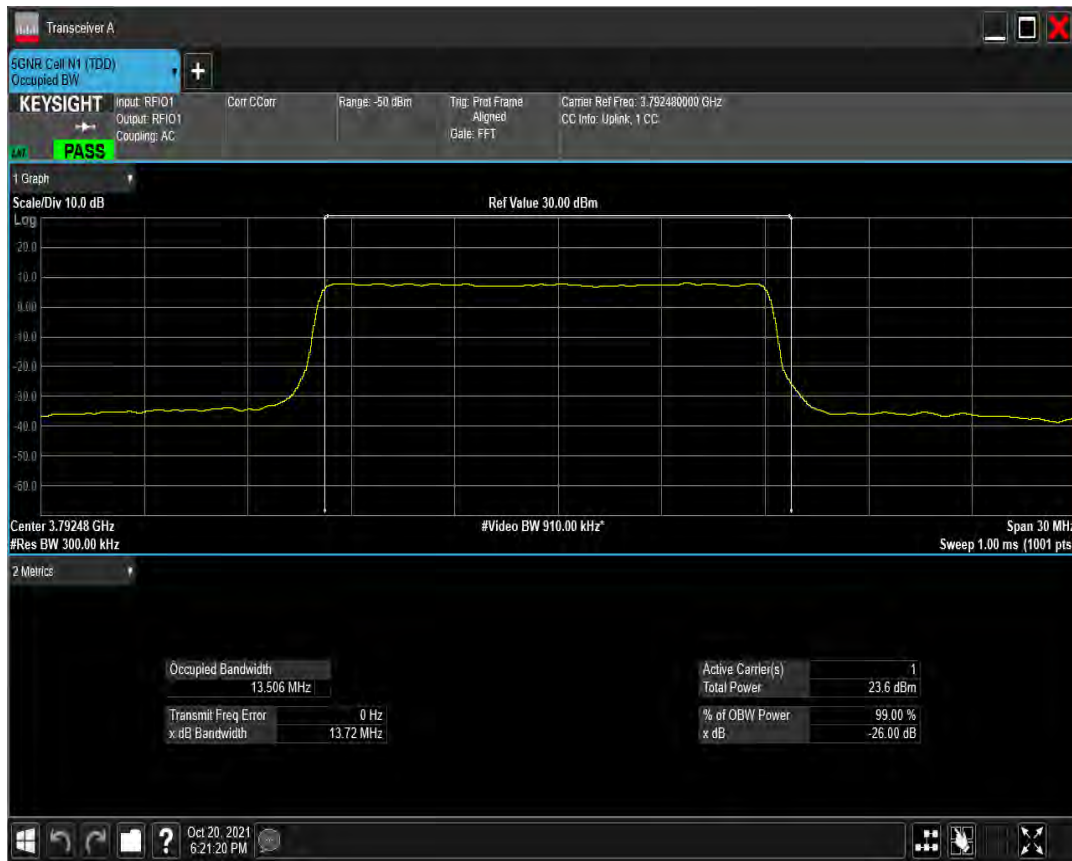 Transceiver A
5GNR Cell N1 (TDD)
Occupied BW
+
KEYSIGHT
Input: RFIO1
Output: RFIO1
Coupling: AC
Corr CCorr
Range: -50 dBm
Trig: Prot Frame
Aligned
Gate: FFT
Carrier Ref Freq: 3.792480000 GHz
CC Info: Uplink, 1 CC
PASS
1 Graph
Scale/Div 10.0 dB
Ref Value 30.00 dBm
Log
20.0
10.0
0.00
-10.0
-20.0
-30.0
-40.0
-50.0
-60.0
Center 3.79248 GHz
#Video BW 910.00 kHz*
Span 30 MHz
#Res BW 300.00 kHz
Sweep 1.00 ms (1001 pts
2 Metrics
Occupied Bandwidth
13.506 MHz
Transmit Freq Error 0 Hz
x dB Bandwidth 13.72 MHz
Active Carrier(s) 1
Total Power 23.6 dBm
% of OBW Power 99.00 %
x dB -26.00 dB
?
Oct 20, 2021
6:21:20 PM